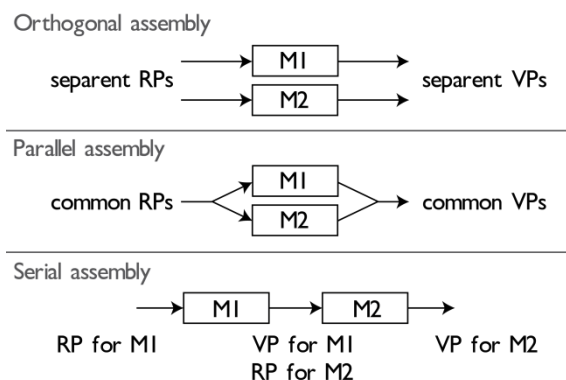 Orthogonal assembly
separent RPs
M1
M2
separent VPs
Parallel assembly
common RPs
M1
M2
common VPs
Serial assembly
M1
M2
RP for M1
VP for M1
RP for M2
VP for M2